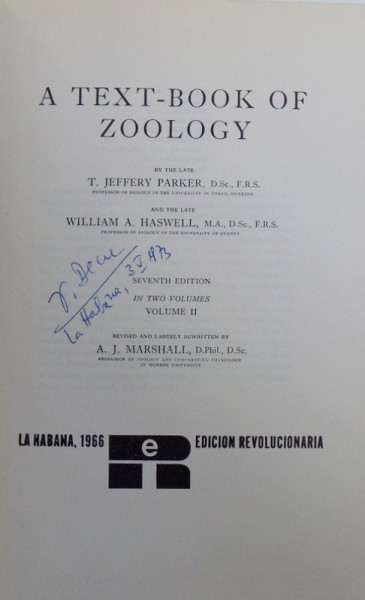 A TEXT-BOOK OF
ZOOLOGY
BY THE LATE
T. JEFFERY PARKER, D.Sc., F.R.S.
PROFESSOR OF BIOLOGY IN THE UNIVERSITY OF OTAGO, DUNEDIN
AND THE LATE
WILLIAM A. HASWELL, M.A., D.Sc., F.R.S.
PROFESSOR OF BIOLOGY IN THE UNIVERSITY OF SYDNEY
La Habana, 3 V 1973
SEVENTH EDITION
IN TWO VOLUMES
VOLUME II
REVISED AND LARGELY REWRITTEN BY
A. J. MARSHALL, D.Phil., D.Sc.
PROFESSOR OF ZOOLOGY AND COMPARATIVE PHYSIOLOGY
IN MONASH UNIVERSITY
LA HABANA, 1966 eR EDICION REVOLUCIONARIA